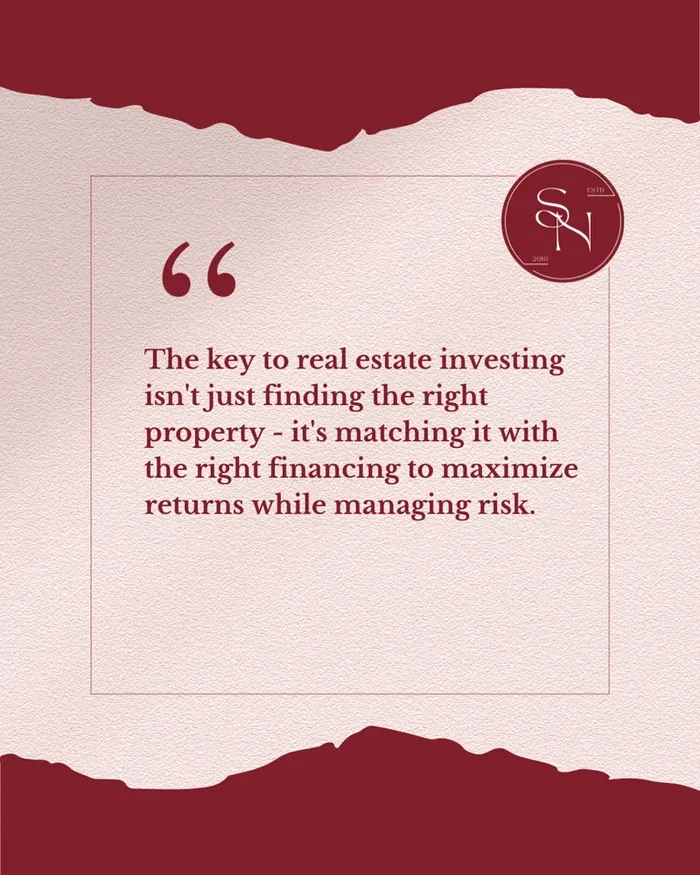 SN
ESTD
2010
“
The key to real estate investing
isn't just finding the right
property - it's matching it with
the right financing to maximize
returns while managing risk.